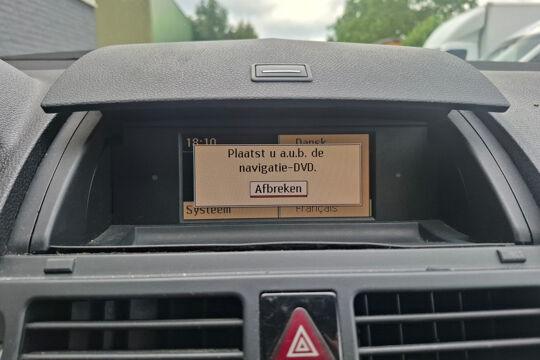 18:10
Dansk
Plaatst u a.u.b. de
navigatie-DVD.
Afbreken
Systeem
Français